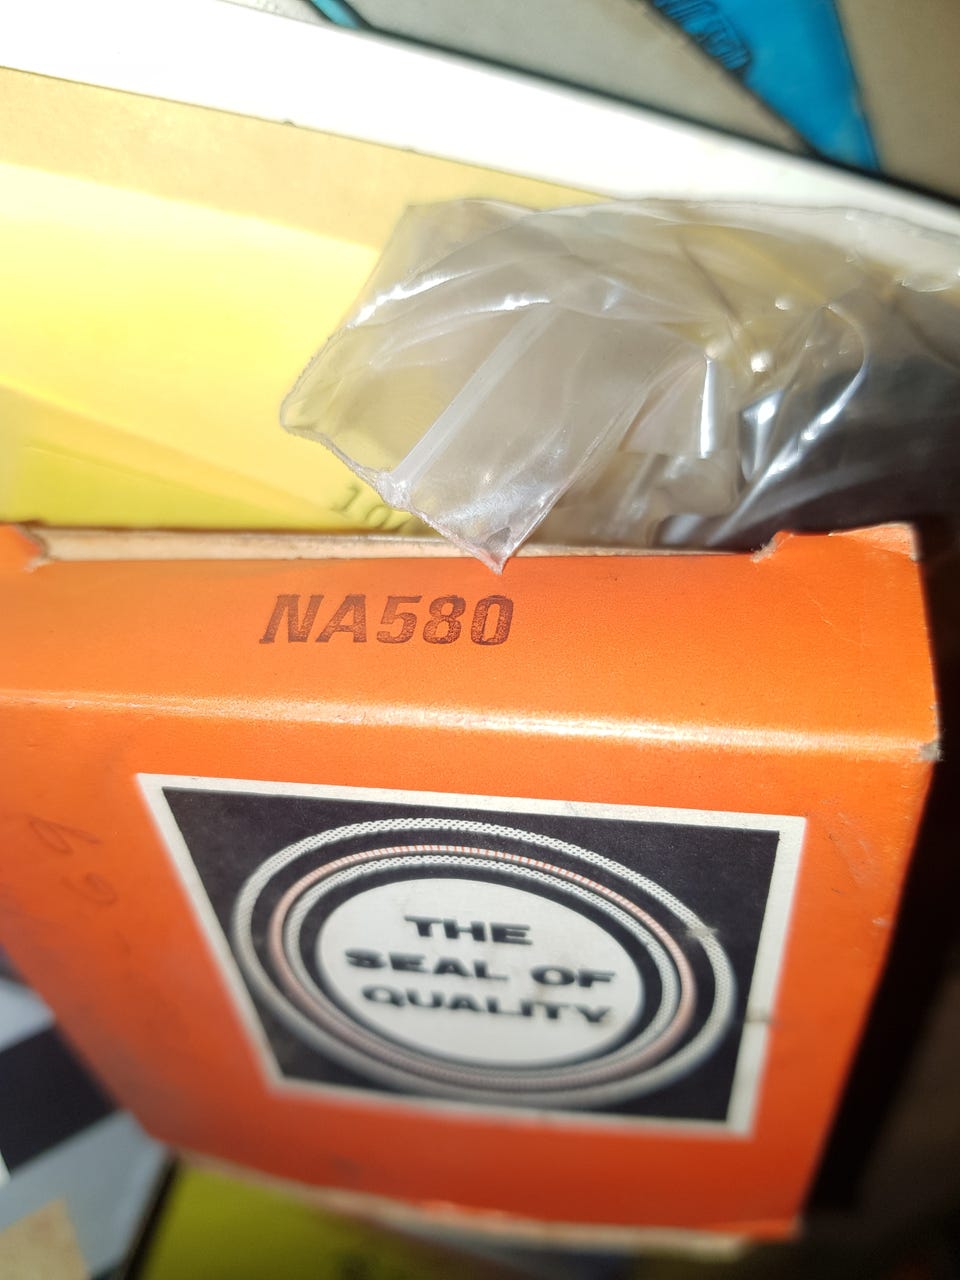 NA580
THE
SEAL OF
QUALITY